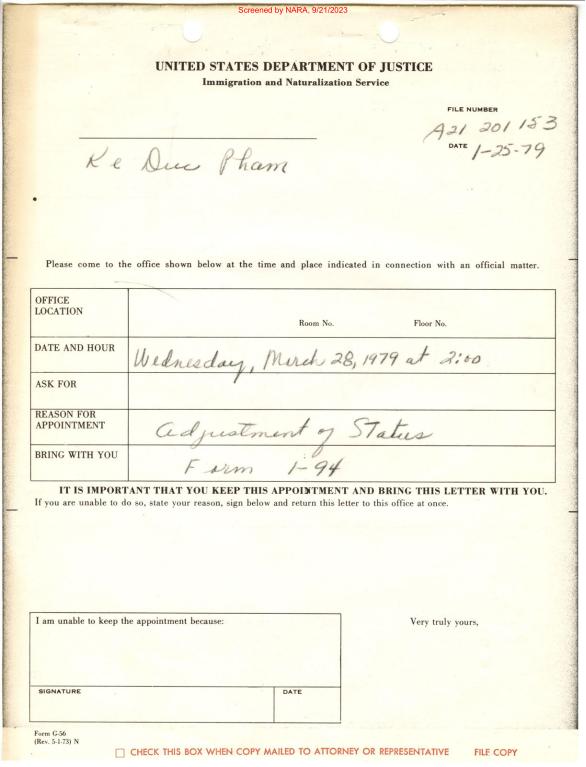 Screened by NARA, 9/21/2023
UNITED STATES DEPARTMENT OF JUSTICE
Immigration and Naturalization Service
FILE NUMBER
A21 201 153
DATE 1-25-79
Ke Duc Pham
Please come to the office shown below at the time and place indicated in connection with an official matter.
OFFICE
LOCATION
Room No. Floor No.
DATE AND HOUR Wednesday, March 28, 1979 at 2:00
ASK FOR
REASON FOR
APPOINTMENT Adjustment of Status
BRING WITH YOU Form I-94
IT IS IMPORTANT THAT YOU KEEP THIS APPOINTMENT AND BRING THIS LETTER WITH YOU.
If you are unable to do so, state your reason, sign below and return this letter to this office at once.
I am unable to keep the appointment because:
Very truly yours,
SIGNATURE DATE
Form G-56
(Rev. 5-1-73) N
CHECK THIS BOX WHEN COPY MAILED TO ATTORNEY OR REPRESENTATIVE FILE COPY